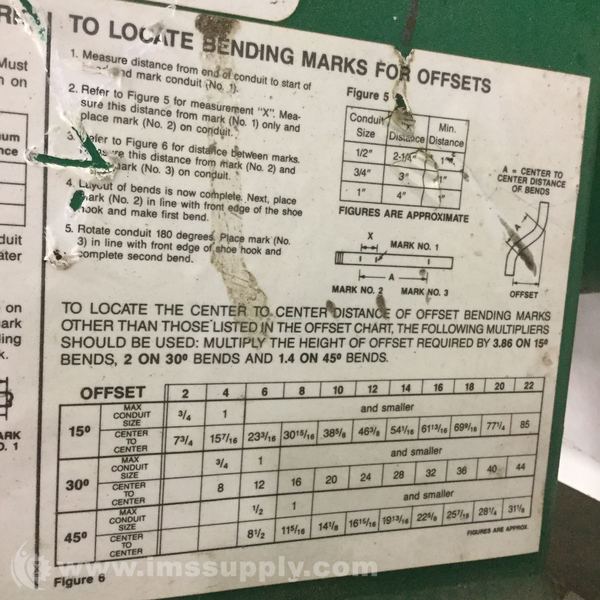 TO LOCATE BENDING MARKS FOR OFFSETS
1. Measure distance from end of conduit to start of
and mark conduit (No. 1).
2. Refer to Figure 5 for measurement "X". Mea-
sure this distance from mark (No. 1) only and
place mark (No. 2) on conduit.
to Figure 6 for distance between marks.
this distance from mark (No. 2) and
mark (No. 3) on conduit.
4. Layout of bends is now complete. Next, place
mark (No. 2) in line with front edge of the shoe
hook and make first bend.
5. Rotate conduit 180 degrees. Place mark (No.
3) in line with front edge of shoe hook and
complete second bend.
Figure 5
Conduit Size Distance Min. Distance
1/2" 2-1/4" 1"
3/4" 3"
1" 4" 1"
FIGURES ARE APPROXIMATE
X
MARK NO. 1
A
MARK NO. 2 MARK NO. 3
A = CENTER TO
CENTER DISTANCE
OF BENDS
A
OFFSET
TO LOCATE THE CENTER TO CENTER DISTANCE OF OFFSET BENDING MARKS
OTHER THAN THOSE LISTED IN THE OFFSET CHART, THE FOLLOWING MULTIPLIERS
SHOULD BE USED: MULTIPLY THE HEIGHT OF OFFSET REQUIRED BY 3.86 ON 15º
BENDS, 2 ON 30º BENDS AND 1.4 ON 45º BENDS.
OFFSET 2 4 6 8 10 12 14 16 18 20 22
15º MAX CONDUIT SIZE 3/4 1 and smaller
CENTER TO CENTER 7 3/4 15 7/16 23 3/16 30 15/16 38 5/8 46 3/8 54 1/16 61 13/16 69 9/16 77 1/4 85
30º MAX CONDUIT SIZE 3/4 1 and smaller
CENTER TO CENTER 8 12 16 20 24 28 32 36 40 44
45º MAX CONDUIT SIZE 1/2 1 and smaller
CENTER TO CENTER 8 1/2 11 5/16 14 1/8 16 15/16 19 13/16 22 5/8 25 7/16 28 1/4 31 1/8
FIGURES ARE APPROX.
Figure 6
www.imssupply.com